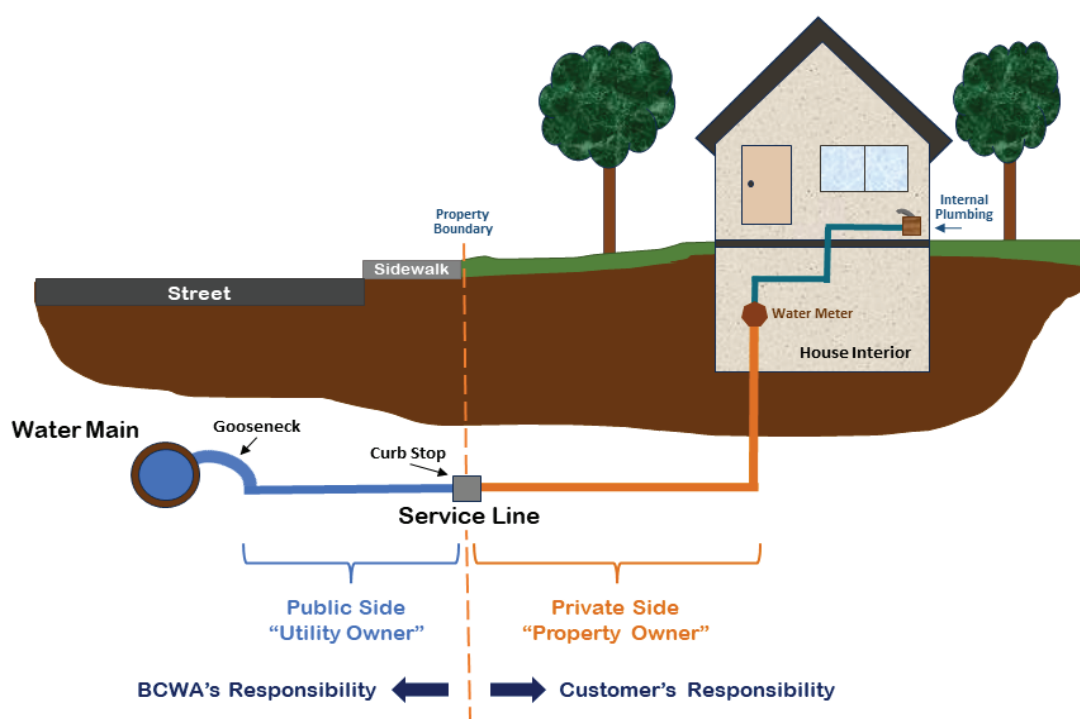 Property
Boundary
Internal
Plumbing
Sidewalk
Street
Water Meter
House Interior
Water Main
Gooseneck
Curb Stop
Service Line
Public Side
“Utility Owner”
Private Side
“Property Owner”
BCWA’s Responsibility
Customer’s Responsibility